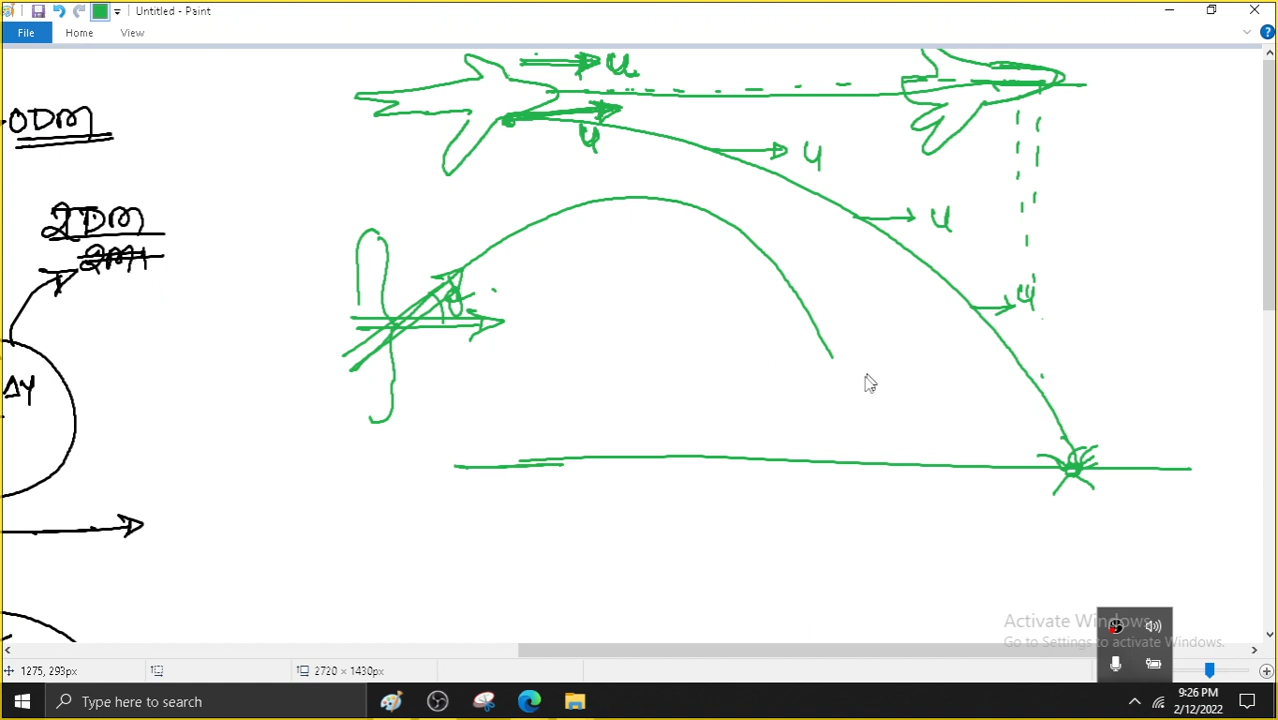 Untitled - Paint
File Home View
u
u
u
u
u
θ
ODM
2DM
ΔY
Activate Windows
Go to Settings to activate Windows.
1275, 293px
2720 × 1430px
Type here to search
9:26 PM
2/12/2022